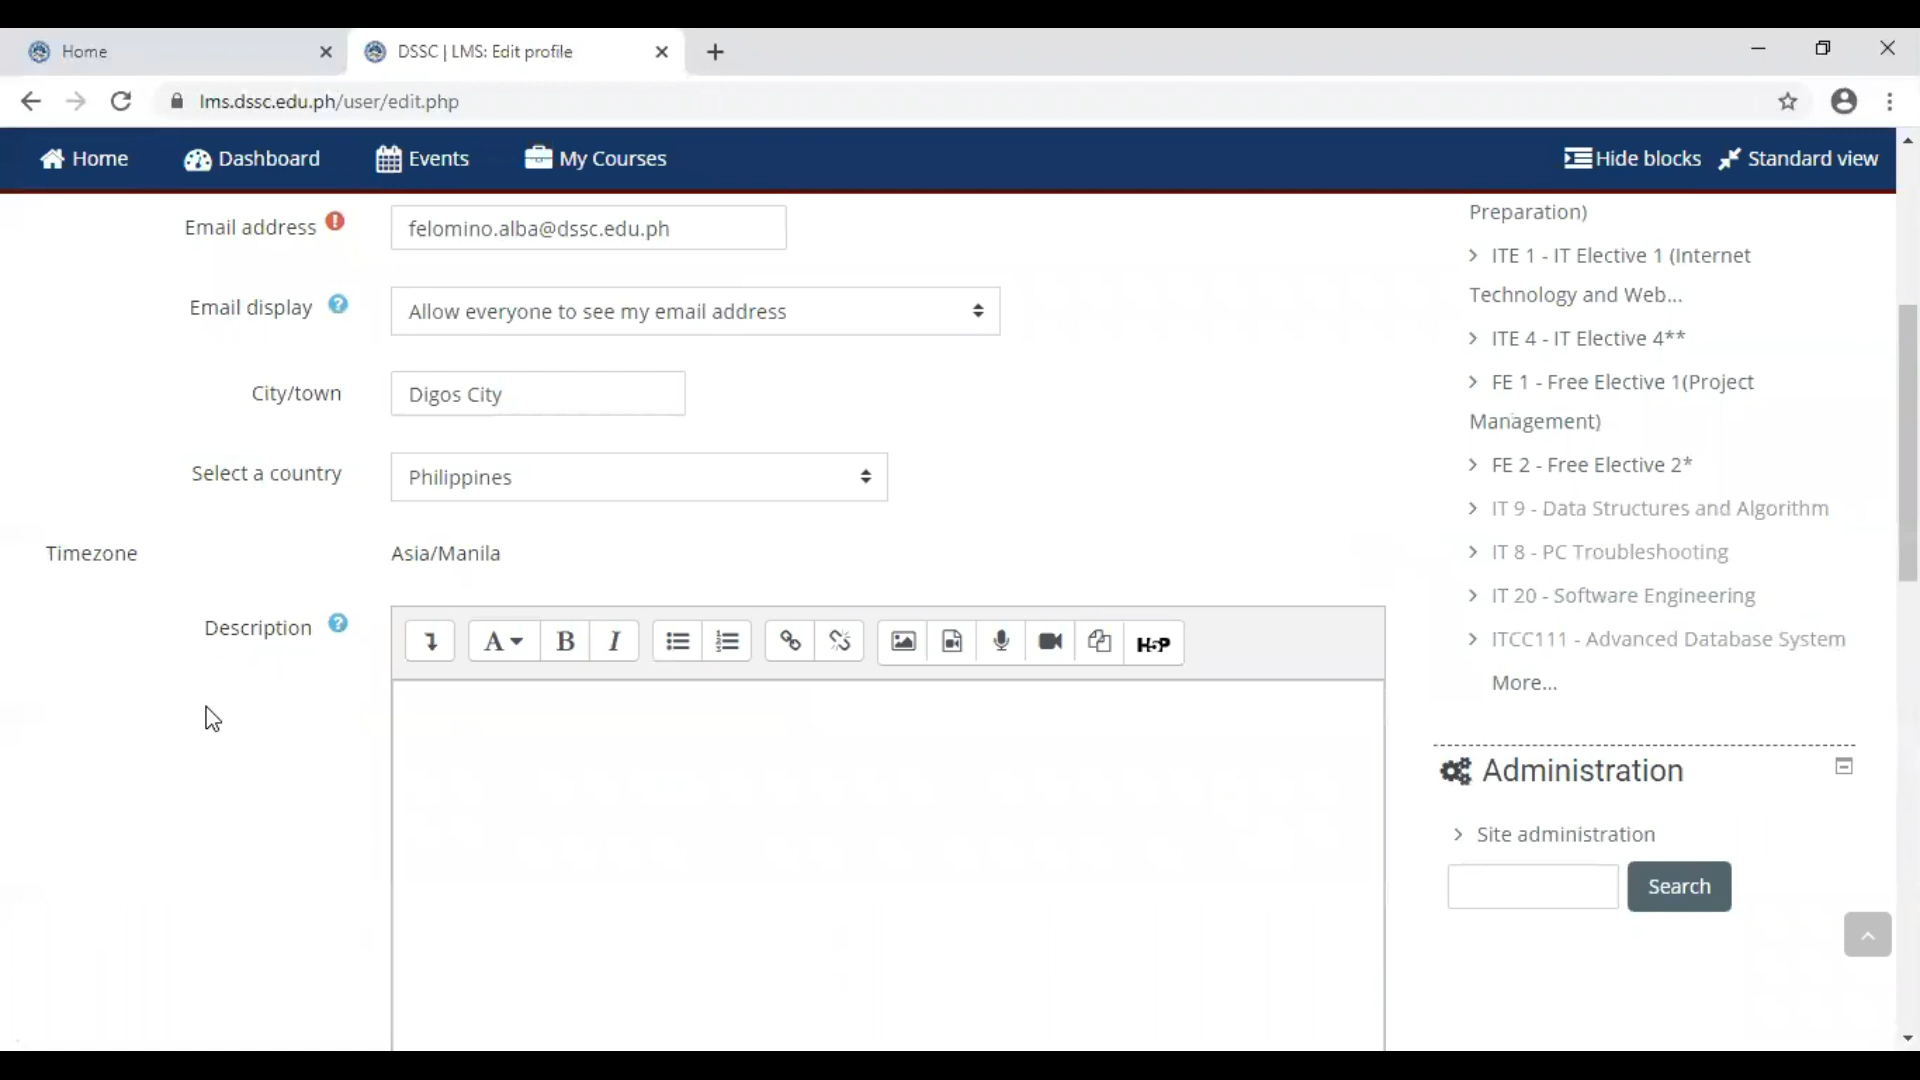 Home
DSSC | LMS: Edit profile
lms.dssc.edu.ph/user/edit.php
Home
Dashboard
Events
My Courses
Hide blocks
Standard view
Email address
felomino.alba@dssc.edu.ph
Email display
Allow everyone to see my email address
City/town
Digos City
Select a country
Philippines
Timezone
Asia/Manila
Description
A
B
I
H-P
Preparation)
ITE 1 - IT Elective 1 (Internet
Technology and Web...
ITE 4 - IT Elective 4**
FE 1 - Free Elective 1(Project
Management)
FE 2 - Free Elective 2*
IT 9 - Data Structures and Algorithm
IT 8 - PC Troubleshooting
IT 20 - Software Engineering
ITCC111 - Advanced Database System
More...
Administration
Site administration
Search